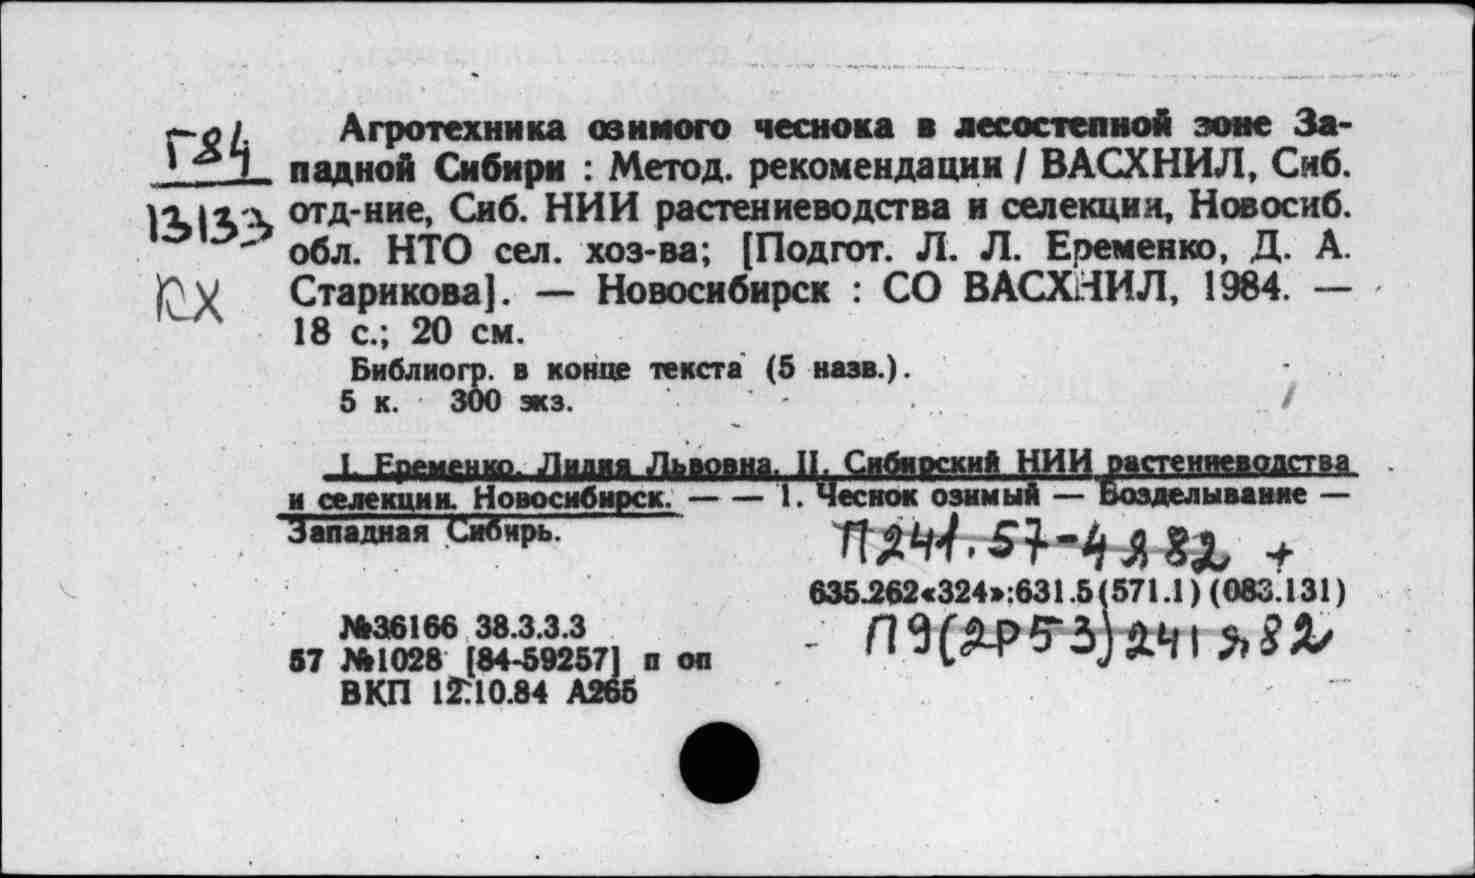 Г84
13133
КХ
Агротехника озимого чеснока в лесостепной зоне За-
падной Сибири : Метод. рекомендации / ВАСХНИЛ, Сиб.
отд-ние, Сиб. НИИ растениеводства и селекции, Новосиб.
обл. НТО сел. хоз-ва; [Подгот. Л. Л. Еременко, Д. А.
Старикова]. — Новосибирск : СО ВАСХНИЛ, 1984. —
18 с.; 20 см.
Библиогр. в конце текста (5 назв.).
5 к. 300 экз.
I. Еременко, Лидия Львовна. II. Сибирский НИИ растениеводства
и селекции. Новосибирск. — — 1. Чеснок озимый — Возделывание —
Западная Сибирь.
П241.57-4я82 +
635.262«324»:631.5(571.1) (083.131)
№36166 38.3.3.3
П9(2Р53)241я82
57 №1028 [84-59257] п оп
ВКП 12.10.84 А265